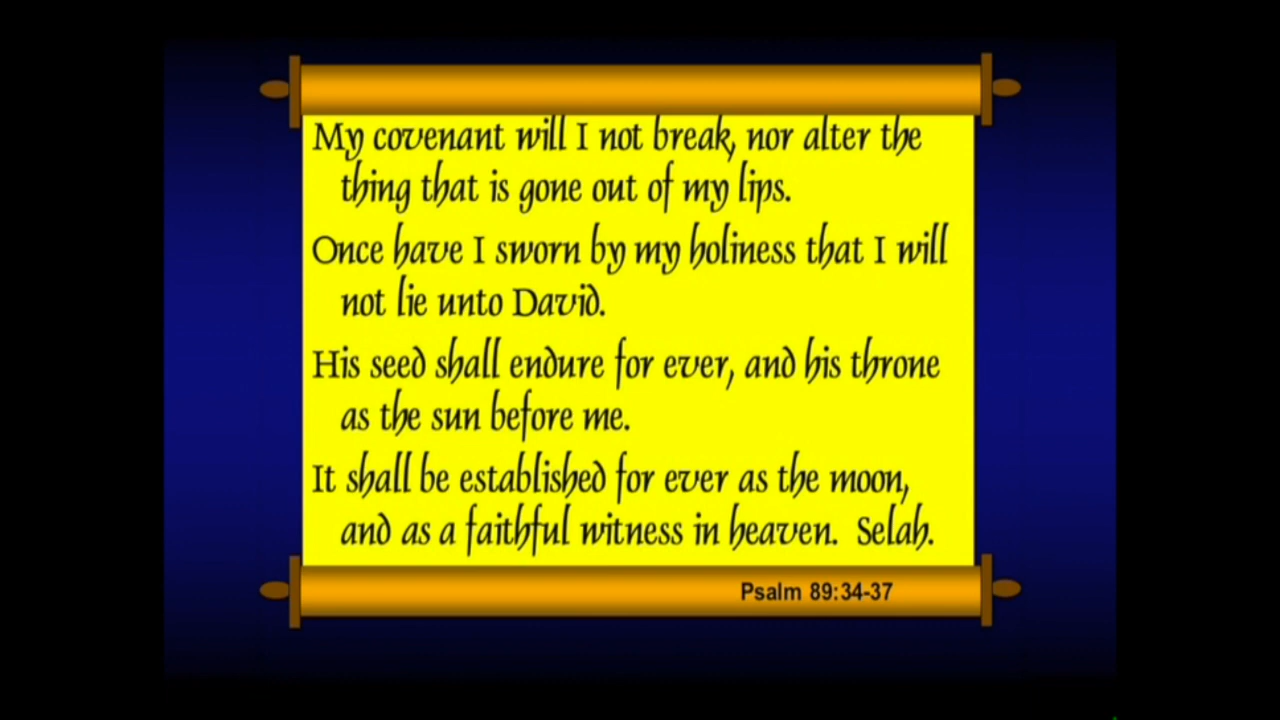 My covenant will I not break, nor alter the
thing that is gone out of my lips.
Once have I sworn by my holiness that I will
not lie unto David.
His seed shall endure for ever, and his throne
as the sun before me.
It shall be established for ever as the moon,
and as a faithful witness in heaven. Selah.
Psalm 89:34-37